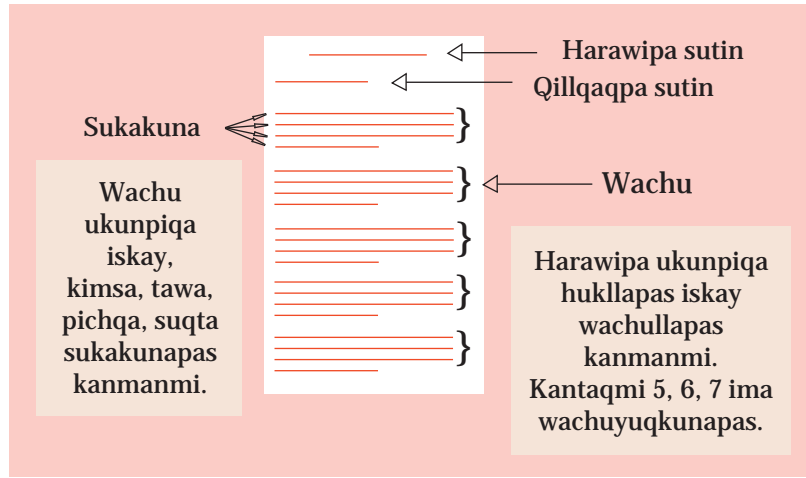 Harawipa sutin
Qillqaqpa sutin
Sukakuna
Wachu
Wachu
ukunpiqa
iskay,
kimsa, tawa,
pichqa, suqta
sukakunapas
kanmanmi.
Harawipa ukunpiqa
hukllapas iskay
wachullapas
kanmanmi.
Kantaqmi 5, 6, 7 ima
wachuyuqkunapas.